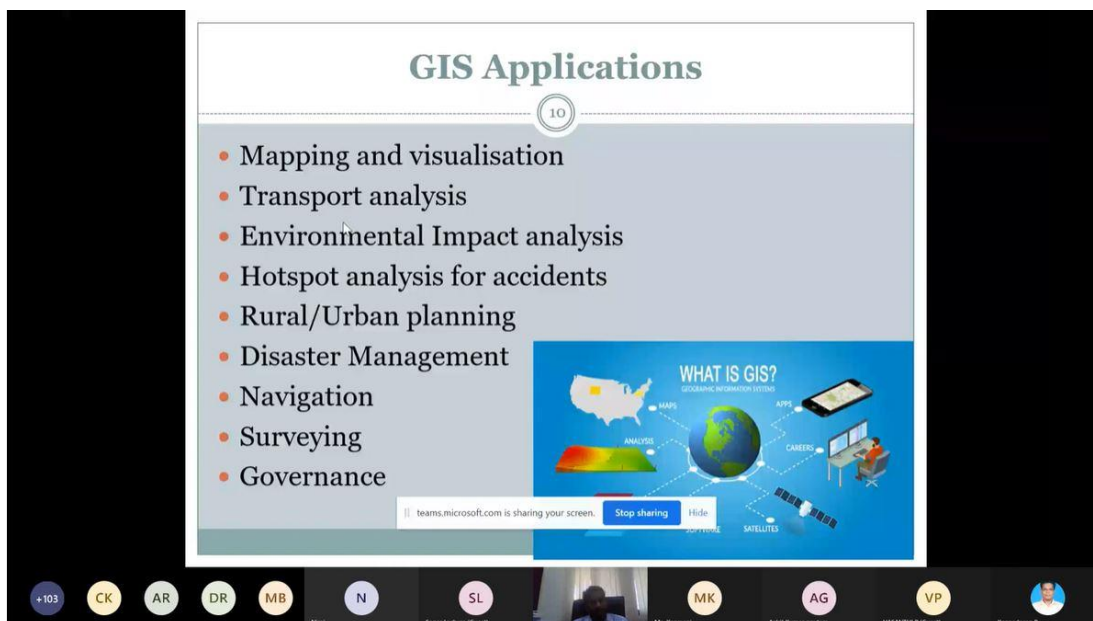 GIS Applications
10
Mapping and visualisation
Transport analysis
Environmental Impact analysis
Hotspot analysis for accidents
Rural/Urban planning
Disaster Management
Navigation
Surveying
Governance
WHAT IS GIS?
GEOGRAPHIC INFORMATION SYSTEMS
MAPS
APPS
ANALYSIS
CAREERS
SATELLITES
teams.microsoft.com is sharing your screen.
Stop sharing
Hide
+103
CK
AR
DR
MB
N
SL
MK
AG
VP